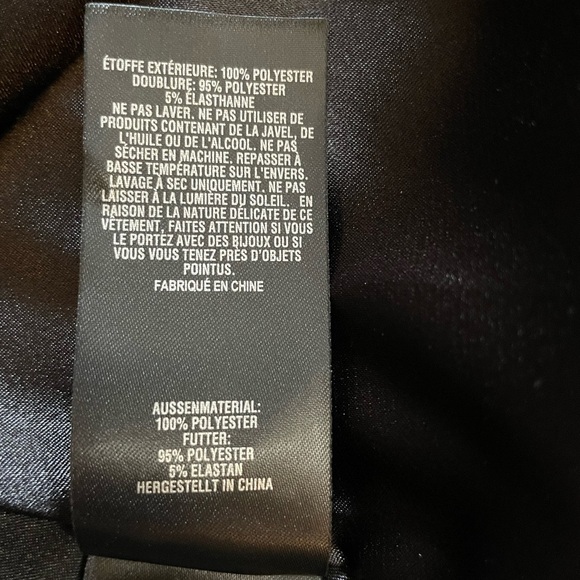 ÉTOFFE EXTÉRIEURE: 100% POLYESTER
DOUBLURE: 95% POLYESTER
5% ÉLASTHANNE
NE PAS LAVER. NE PAS UTILISER DE
PRODUITS CONTENANT DE LA JAVEL, DE
L'HUILE OU DE L'ALCOOL. NE PAS
SÉCHER EN MACHINE. REPASSER À
BASSE TEMPÉRATURE SUR L'ENVERS.
LAVAGE À SEC UNIQUEMENT. NE PAS
LAISSER À LA LUMIÈRE DU SOLEIL. EN
RAISON DE LA NATURE DÉLICATE DE CE
VÊTEMENT, FAITES ATTENTION SI VOUS
LE PORTEZ AVEC DES BIJOUX OU SI
VOUS VOUS TENEZ PRÈS D'OBJETS
POINTUS.
FABRIQUÉ EN CHINE
AUSSENMATERIAL:
100% POLYESTER
FUTTER:
95% POLYESTER
5% ELASTAN
HERGESTELLT IN CHINA